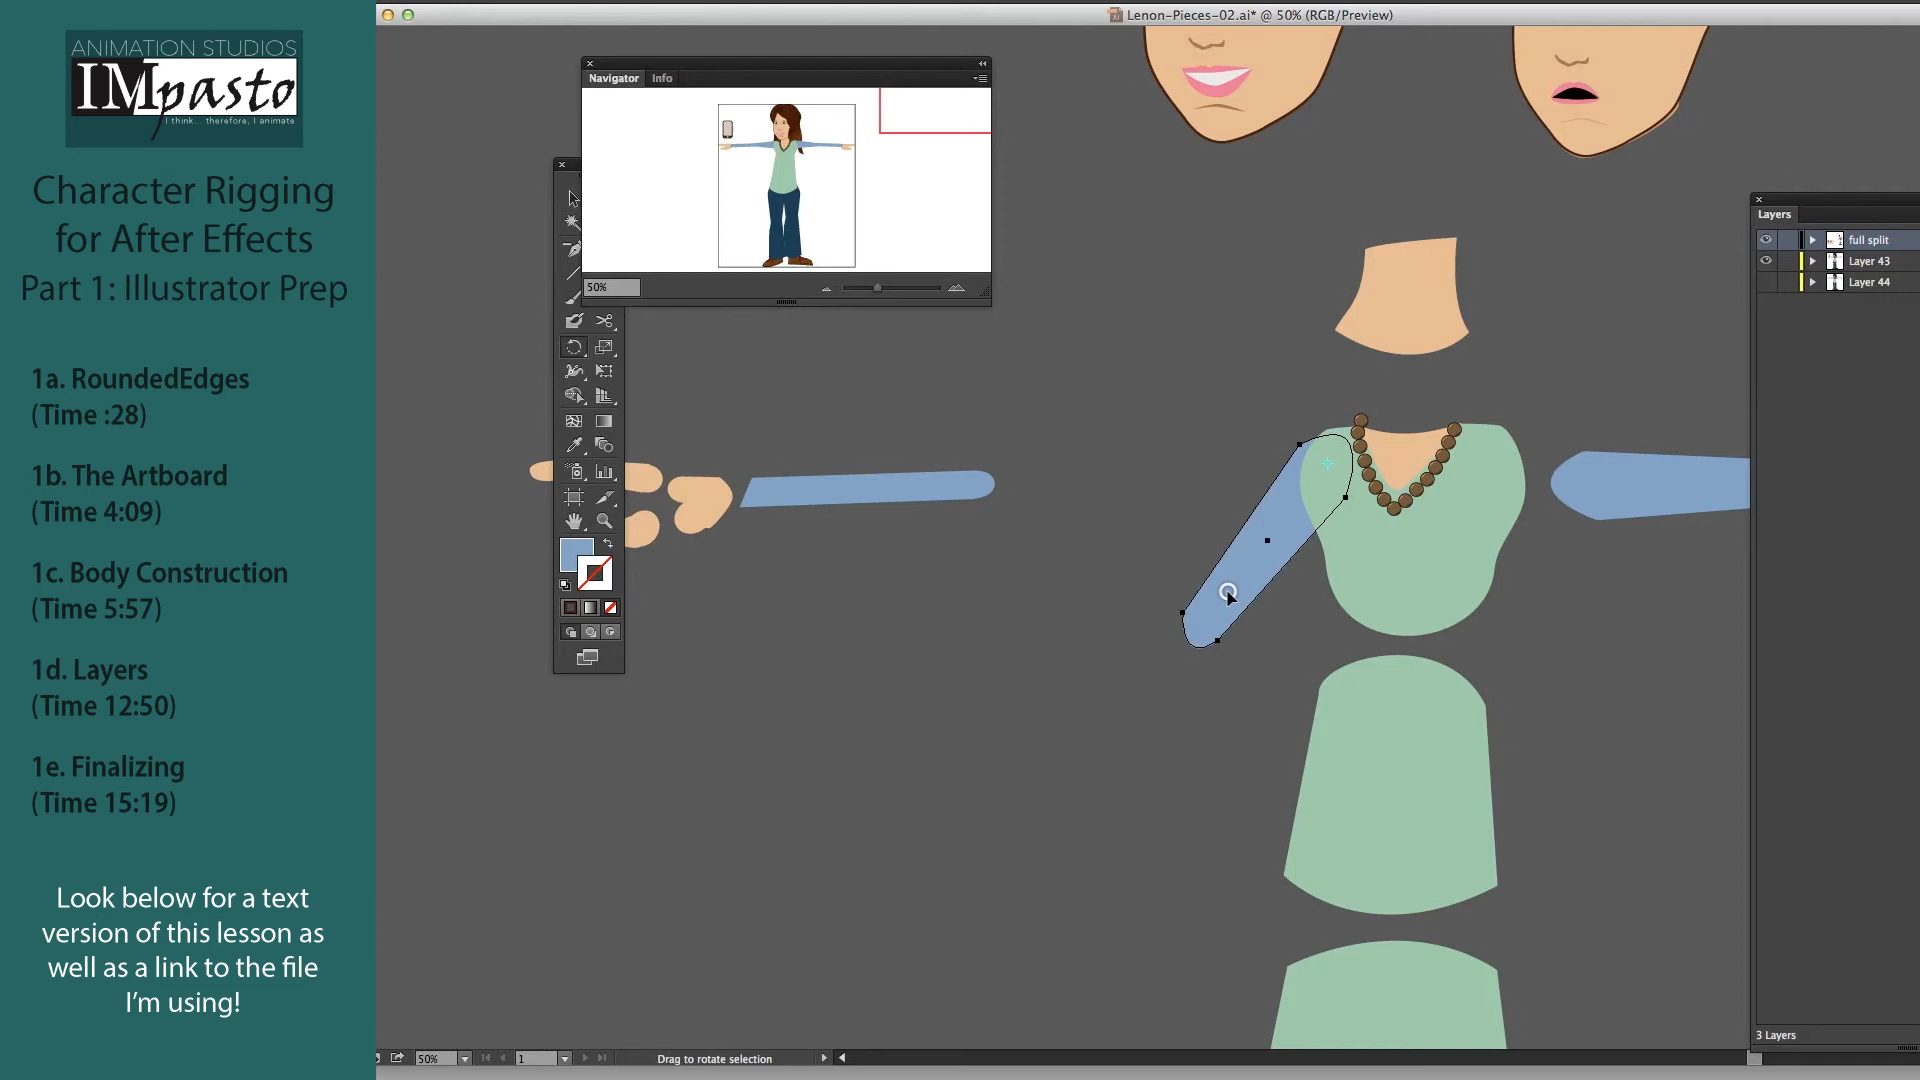 ANIMATION STUDIOS
IMpasto
I think... therefore, I animate
Character Rigging
for After Effects
Part 1: Illustrator Prep
1a. RoundedEdges
(Time :28)
1b. The Artboard
(Time 4:09)
1c. Body Construction
(Time 5:57)
1d. Layers
(Time 12:50)
1e. Finalizing
(Time 15:19)
Look below for a text
version of this lesson as
well as a link to the file
I'm using!
Lenon-Pieces-02.ai* @ 50% (RGB/Preview)
Navigator Info
50%
Layers
full split
Layer 43
Layer 44
3 Layers
50% 1 Drag to rotate selection